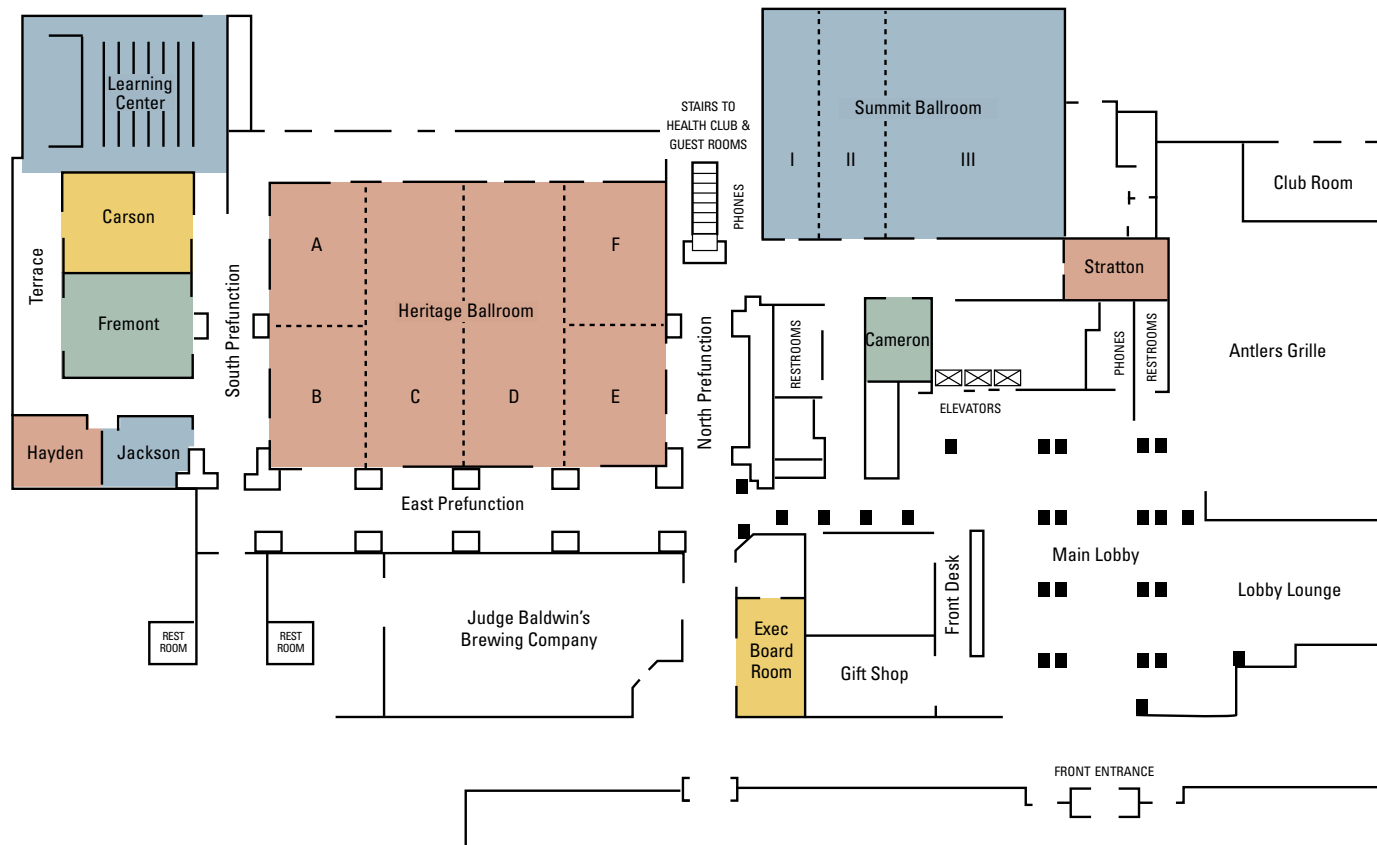 Learning
Center
STAIRS TO
HEALTH CLUB &
GUEST ROOMS
PHONES
Summit Ballroom
I
II
III
Club Room
Carson
Terrace
Fremont
South Prefunction
A
F
Heritage Ballroom
B
C
D
E
North Prefunction
RESTROOMS
Cameron
Stratton
PHONES
RESTROOMS
Antlers Grille
ELEVATORS
Hayden
Jackson
East Prefunction
Main Lobby
Front Desk
Lobby Lounge
REST
ROOM
REST
ROOM
Judge Baldwin’s
Brewing Company
Exec
Board
Room
Gift Shop
FRONT ENTRANCE